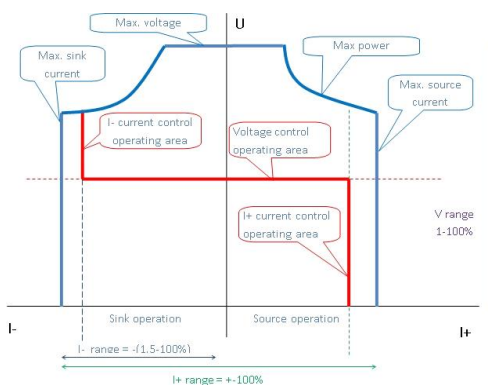 Max. voltage
U
Max. sink
current
Max power
Max. source
current
I- current control
operating area
Voltage control
operating area
I+ current control
operating area
V range
1-100%
Sink operation
Source operation
I-
I+
I- range = -(1.5-100%)
I+ range = +-100%